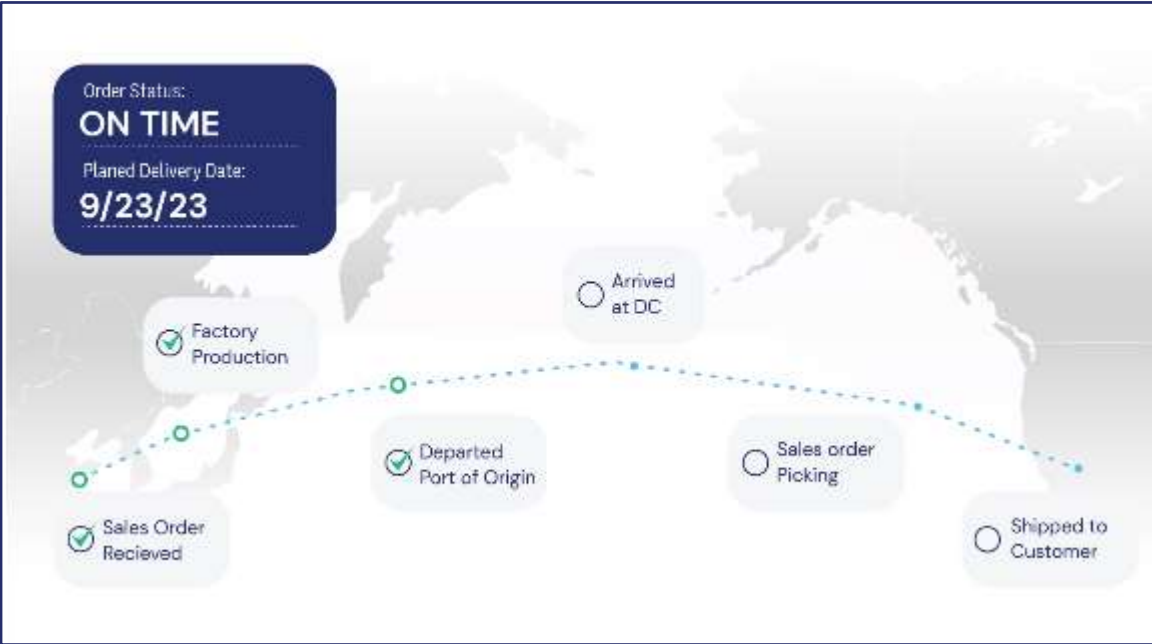 Order Status:
ON TIME
Planed Delivery Date:
9/23/23
Arrived
at DC
Factory
Production
Departed
Port of Origin
Sales order
Picking
Sales Order
Recieved
Shipped to
Customer